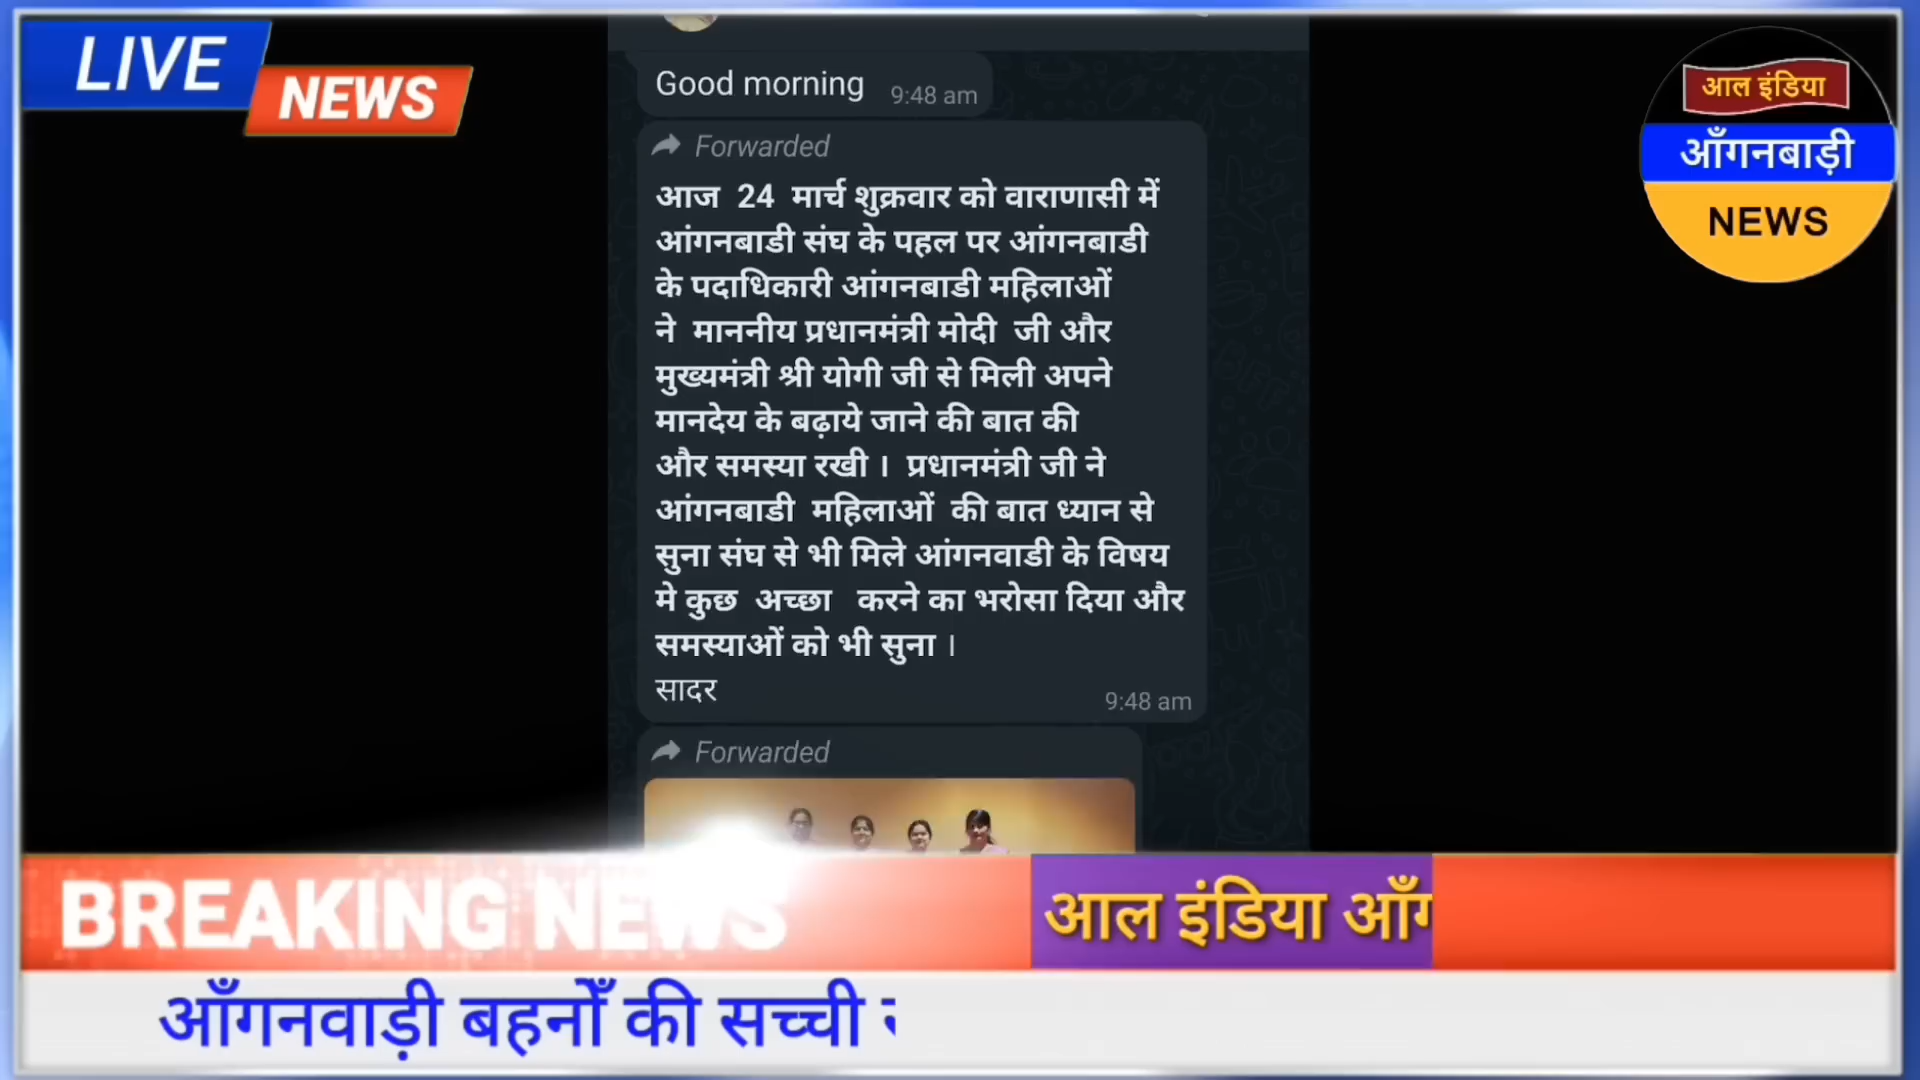 LIVE
NEWS
आल इंडिया
आँगनबाड़ी
NEWS
Good morning
9:48 am
Forwarded
आज 24 मार्च शुक्रवार को वाराणसी में
आंगनबाडी संघ के पहल पर आंगनबाडी
के पदाधिकारी आंगनबाडी महिलाओं
ने माननीय प्रधानमंत्री मोदी जी और
मुख्यमंत्री श्री योगी जी से मिली अपने
मानदेय के बढ़ाये जाने की बात की
और समस्या रखी । प्रधानमंत्री जी ने
आंगनबाडी महिलाओं की बात ध्यान से
सुना संघ से भी मिले आंगनवाडी के विषय
मे कुछ अच्छा करने का भरोसा दिया और
समस्याओं को भी सुना ।
सादर
9:48 am
Forwarded
BREAKING NEWS
आल इंडिया
आँगनवाड़ी बहनोँ की सच्ची